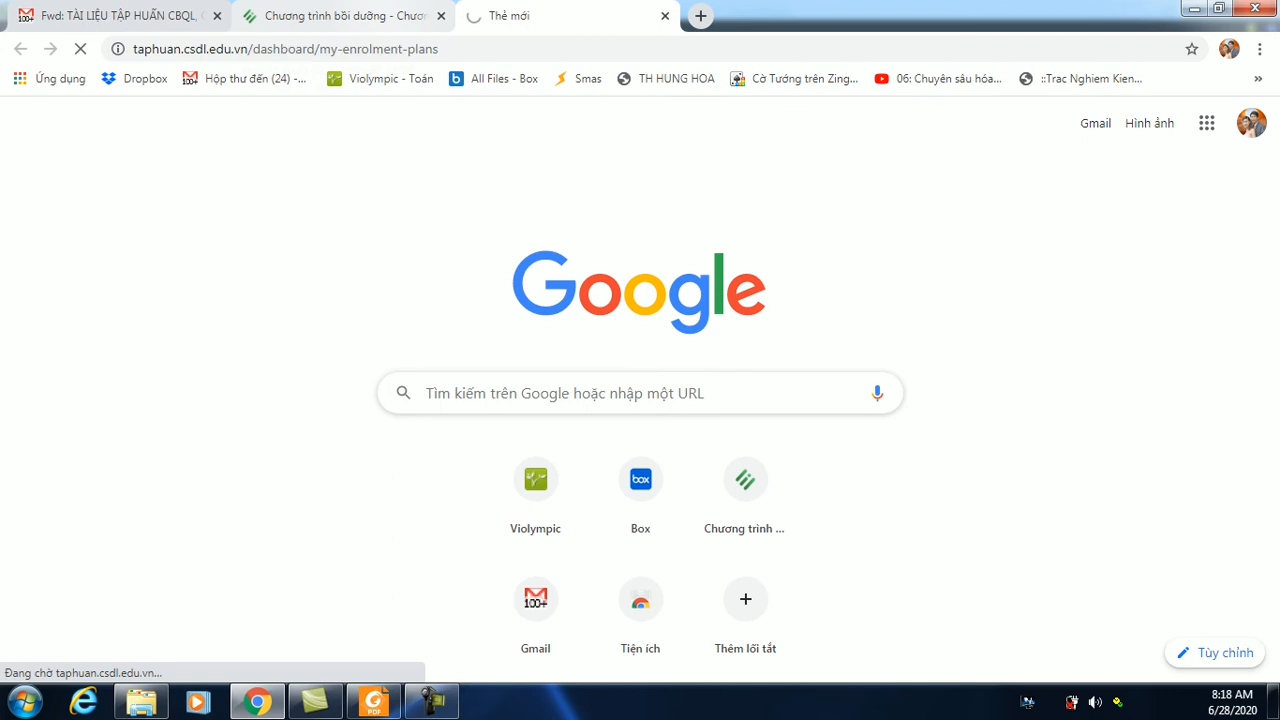 Fwd: TÀI LIỆU TẬP HUẤN CBQL,
Chương trình bồi dưỡng - Chươn
Thẻ mới
taphuan.csdl.edu.vn/dashboard/my-enrolment-plans
Ứng dụng
Dropbox
Hộp thư đến (24) -...
Violympic - Toán
All Files - Box
Smas
TH HUNG HOA
Cờ Tướng trên Zing...
06: Chuyên sâu hóa...
::Trac Nghiem Kien...
»
Gmail
Hình ảnh
Google
Tìm kiếm trên Google hoặc nhập một URL
box
Violympic
Box
Chương trình ...
100+
Gmail
Tiện ích
Thêm lối tắt
Tùy chỉnh
Đang chờ taphuan.csdl.edu.vn...
PDF
8:18 AM
6/28/2020